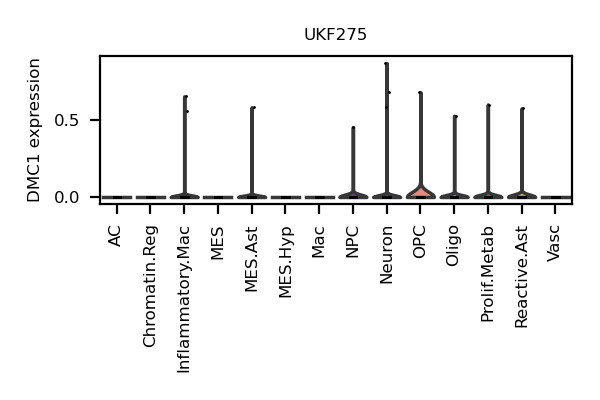 UKF275
DMC1 expression
0.5
0.0
AC
Chromatin.Reg
Inflammatory.Mac
MES
MES.Ast
MES.Hyp
Mac
NPC
Neuron
OPC
Oligo
Prolif.Metab
Reactive.Ast
Vasc